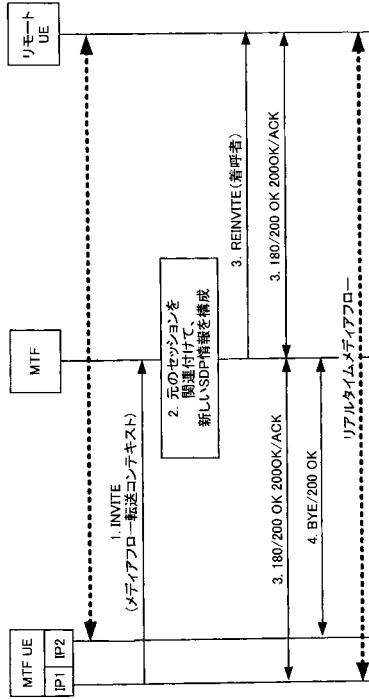 MTF UE
IP1
IP2
MTF
リモート
UE
1. INVITE
(メディアフロー転送コンテキスト)
2. 元のセッションを
関連付けて、
新しいSDP情報を構成
3. REINVITE(着呼者)
3. 180/200 OK 200OK/ACK
3. 180/200 OK 200OK/ACK
4. BYE/200 OK
リアルタイムメディアフロー